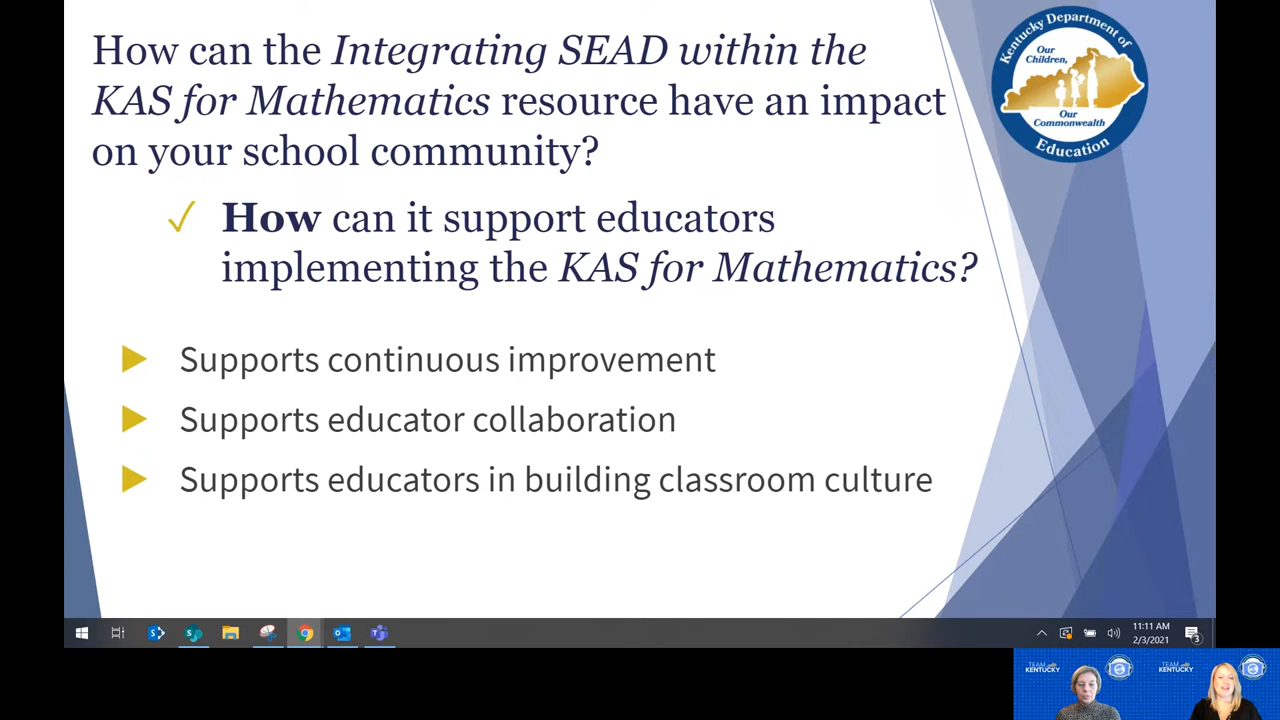 How can the Integrating SEAD within the
KAS for Mathematics resource have an impact
on your school community?
Kentucky Department of
Education
Our
Children,
Our
Commonwealth
✓ How can it support educators
implementing the KAS for Mathematics?
Supports continuous improvement
Supports educator collaboration
Supports educators in building classroom culture
11:11 AM
2/3/2021
3
TEAM
KENTUCKY
TEAM
KENTUCKY